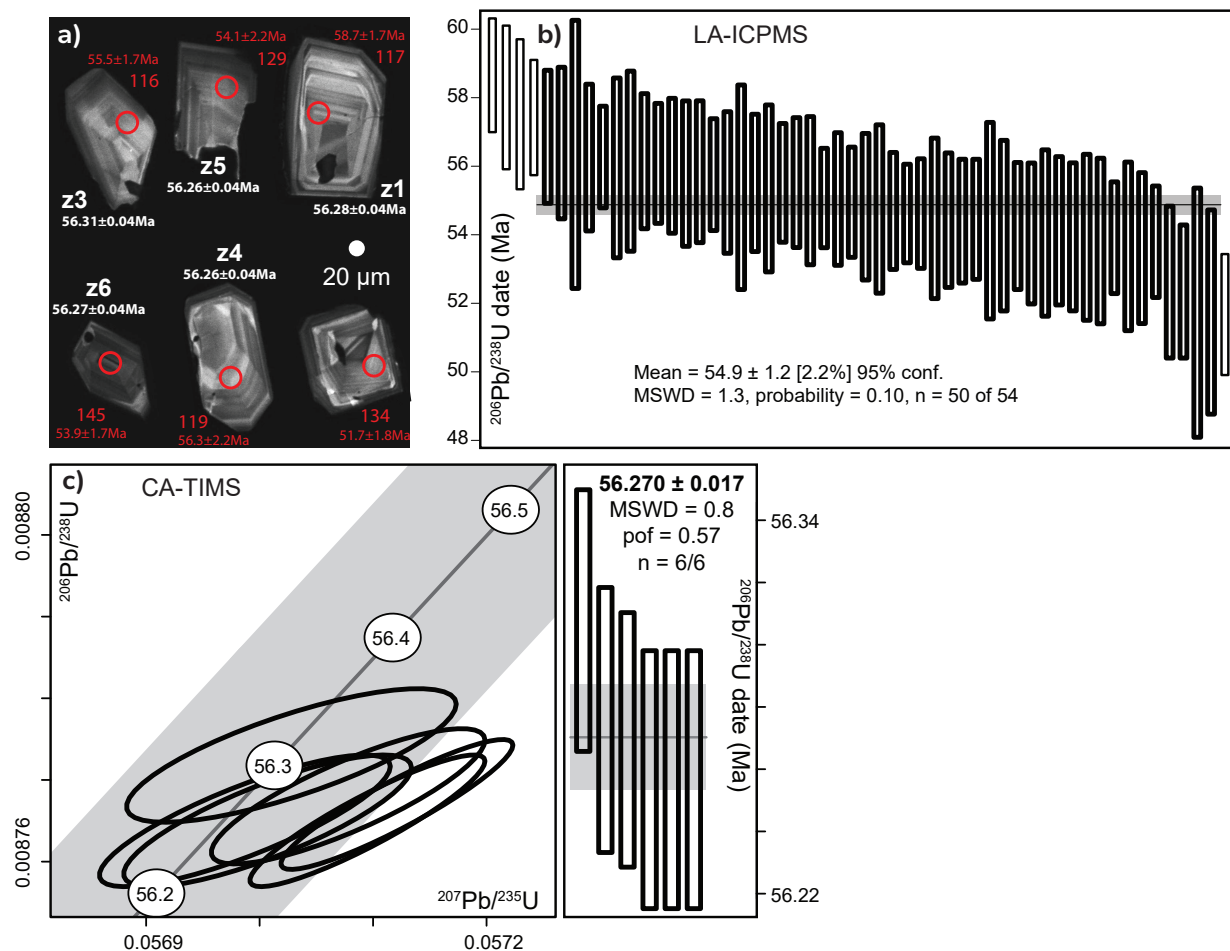 a)
55.5±1.7Ma
116
54.1±2.2Ma
129
58.7±1.7Ma
117
z3
56.31±0.04Ma
z5
56.26±0.04Ma
z1
56.28±0.04Ma
z4
56.26±0.04Ma
20 µm
z6
56.27±0.04Ma
145
53.9±1.7Ma
119
56.3±2.2Ma
134
51.7±1.8Ma
b)
LA-ICPMS
60
58
56
54
52
50
48
²⁰⁶Pb/²³⁸U date (Ma)
Mean = 54.9 ± 1.2 [2.2%] 95% conf.
MSWD = 1.3, probability = 0.10, n = 50 of 54
c)
CA-TIMS
0.00880
0.00876
²⁰⁶Pb/²³⁸U
56.5
56.4
56.3
56.2
²⁰⁷Pb/²³⁵U
0.0569
0.0572
56.270 ± 0.017
MSWD = 0.8
pof = 0.57
n = 6/6
56.34
56.22
²⁰⁶Pb/²³⁸U date (Ma)